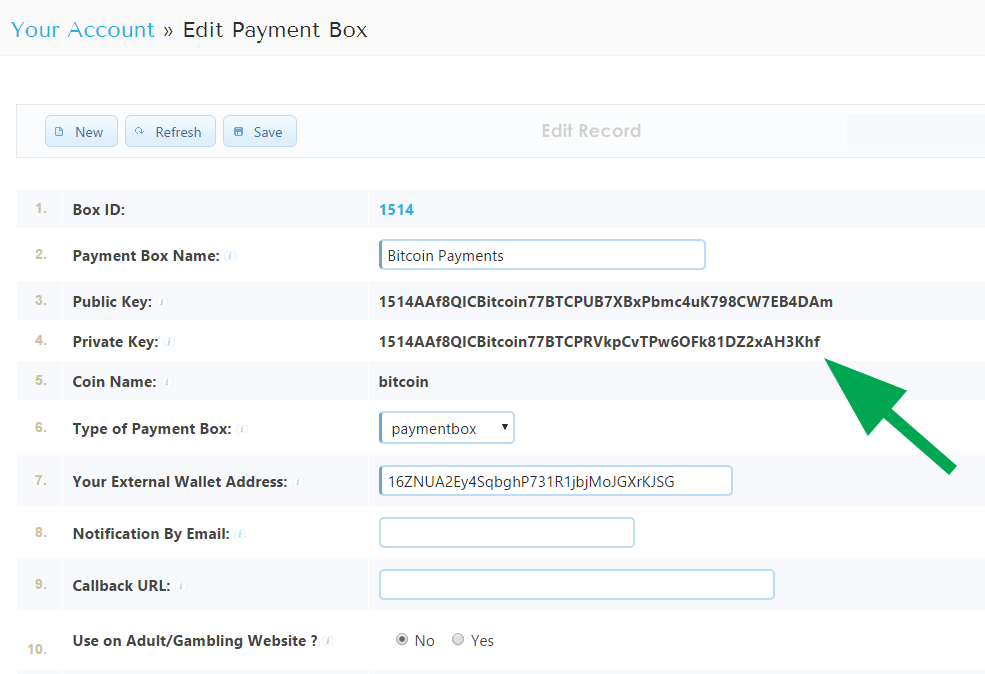 Your Account » Edit Payment Box
New Refresh Save Edit Record
1. Box ID: 1514
2. Payment Box Name: i Bitcoin Payments
3. Public Key: i 1514AAf8QICBitcoin77BTCPUB7XBxPbmc4uK798CW7EB4DAm
4. Private Key: i 1514AAf8QICBitcoin77BTCPRVkpCvTPw6OFk81DZ2xAH3Khf
5. Coin Name: i bitcoin
6. Type of Payment Box: i paymentbox
7. Your External Wallet Address: i 16ZNUA2Ey4SqbghP731R1jbjMoJGXrKJSG
8. Notification By Email: i
9. Callback URL: i
10. Use on Adult/Gambling Website ? i No Yes